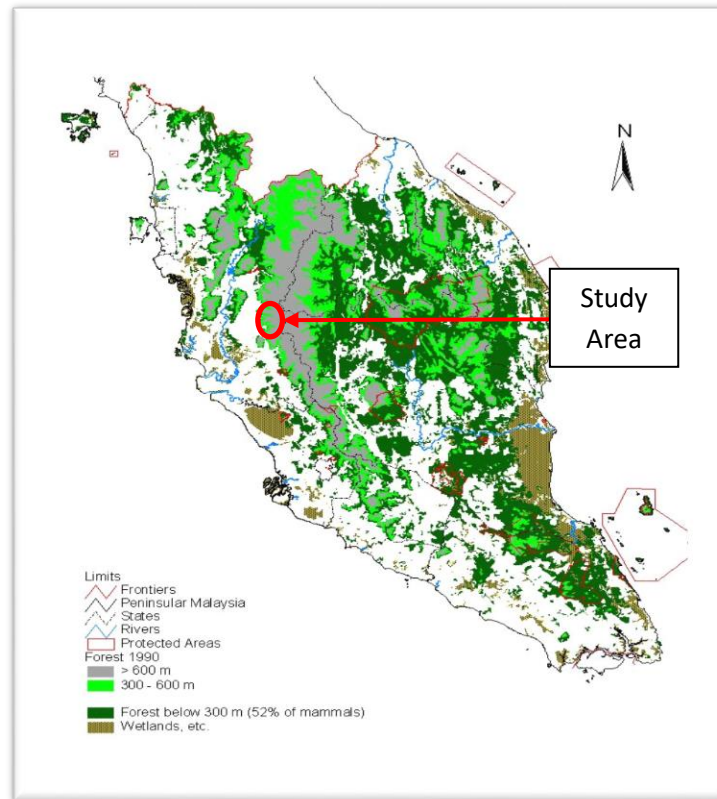 N
Study
Area
Limits
Frontiers
Peninsular Malaysia
States
Rivers
Protected Areas
Forest 1990
> 600 m
300 - 600 m
Forest below 300 m (52% of mammals)
Wetlands, etc.